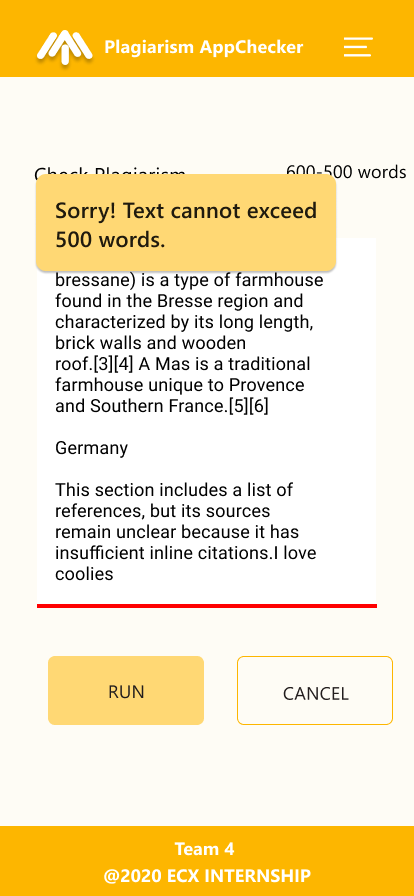 Plagiarism AppChecker
Check Plagiarism
600-500 words
Sorry! Text cannot exceed
500 words.
bressane) is a type of farmhouse
found in the Bresse region and
characterized by its long length,
brick walls and wooden
roof.[3][4] A Mas is a traditional
farmhouse unique to Provence
and Southern France.[5][6]
Germany
This section includes a list of
references, but its sources
remain unclear because it has
insufficient inline citations.I love
coolies
RUN
CANCEL
Team 4
@2020 ECX INTERNSHIP